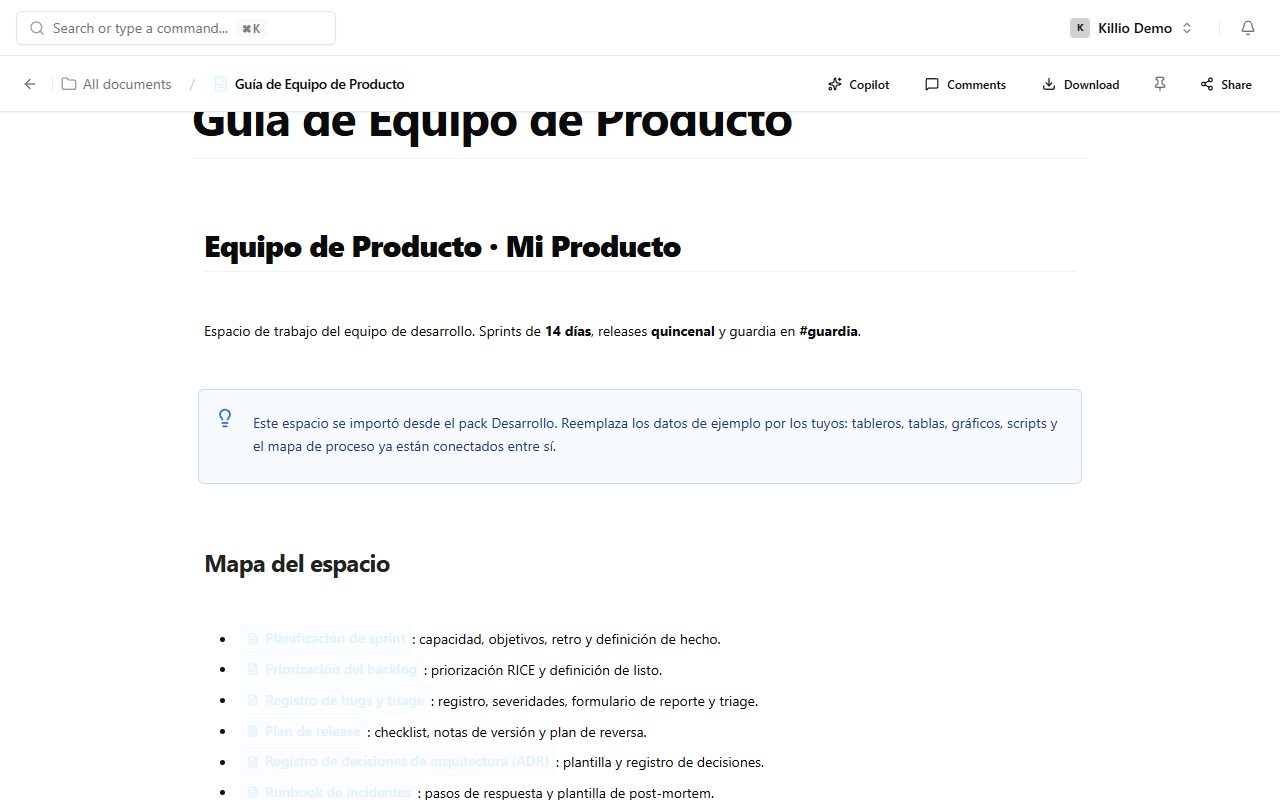 Search or type a command... ⌘K
K Killio Demo
All documents / Guía de Equipo de Producto
Copilot
Comments
Download
Share
Guía de Equipo de Producto
Equipo de Producto · Mi Producto
Espacio de trabajo del equipo de desarrollo. Sprints de 14 días, releases quincenal y guardia en #guardia.
Este espacio se importó desde el pack Desarrollo. Reemplaza los datos de ejemplo por los tuyos: tableros, tablas, gráficos, scripts y
el mapa de proceso ya están conectados entre sí.
Mapa del espacio
• Planificación de sprint : capacidad, objetivos, retro y definición de hecho.
• Priorización del backlog : priorización RICE y definición de listo.
• Registro de bugs y triage : registro, severidades, formulario de reporte y triage.
• Plan de release : checklist, notas de versión y plan de reversa.
• Registro de decisiones de arquitectura (ADR) : plantilla y registro de decisiones.
• Runbook de incidentes : pasos de respuesta y plantilla de post-mortem.